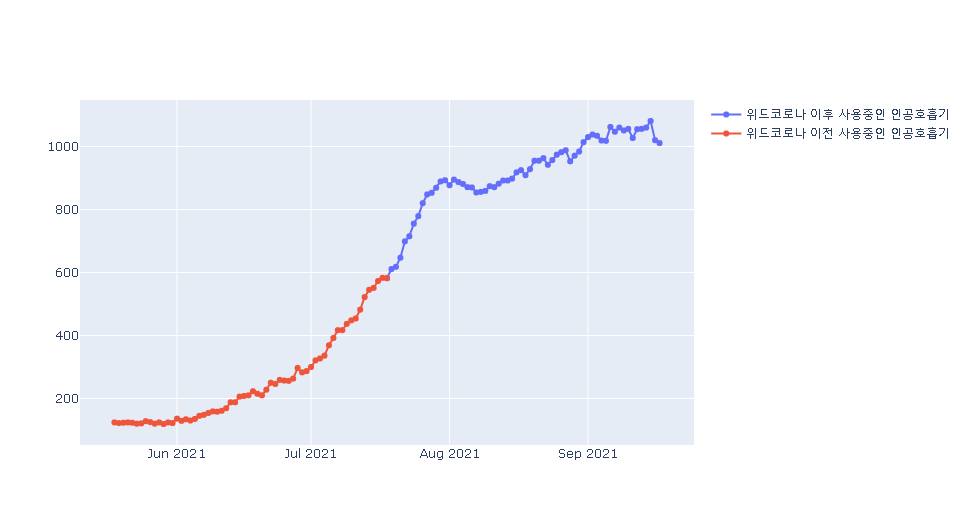 위드코로나 이후 사용중인 인공호흡기
위드코로나 이전 사용중인 인공호흡기
1000
800
600
400
200
Jun 2021
Jul 2021
Aug 2021
Sep 2021